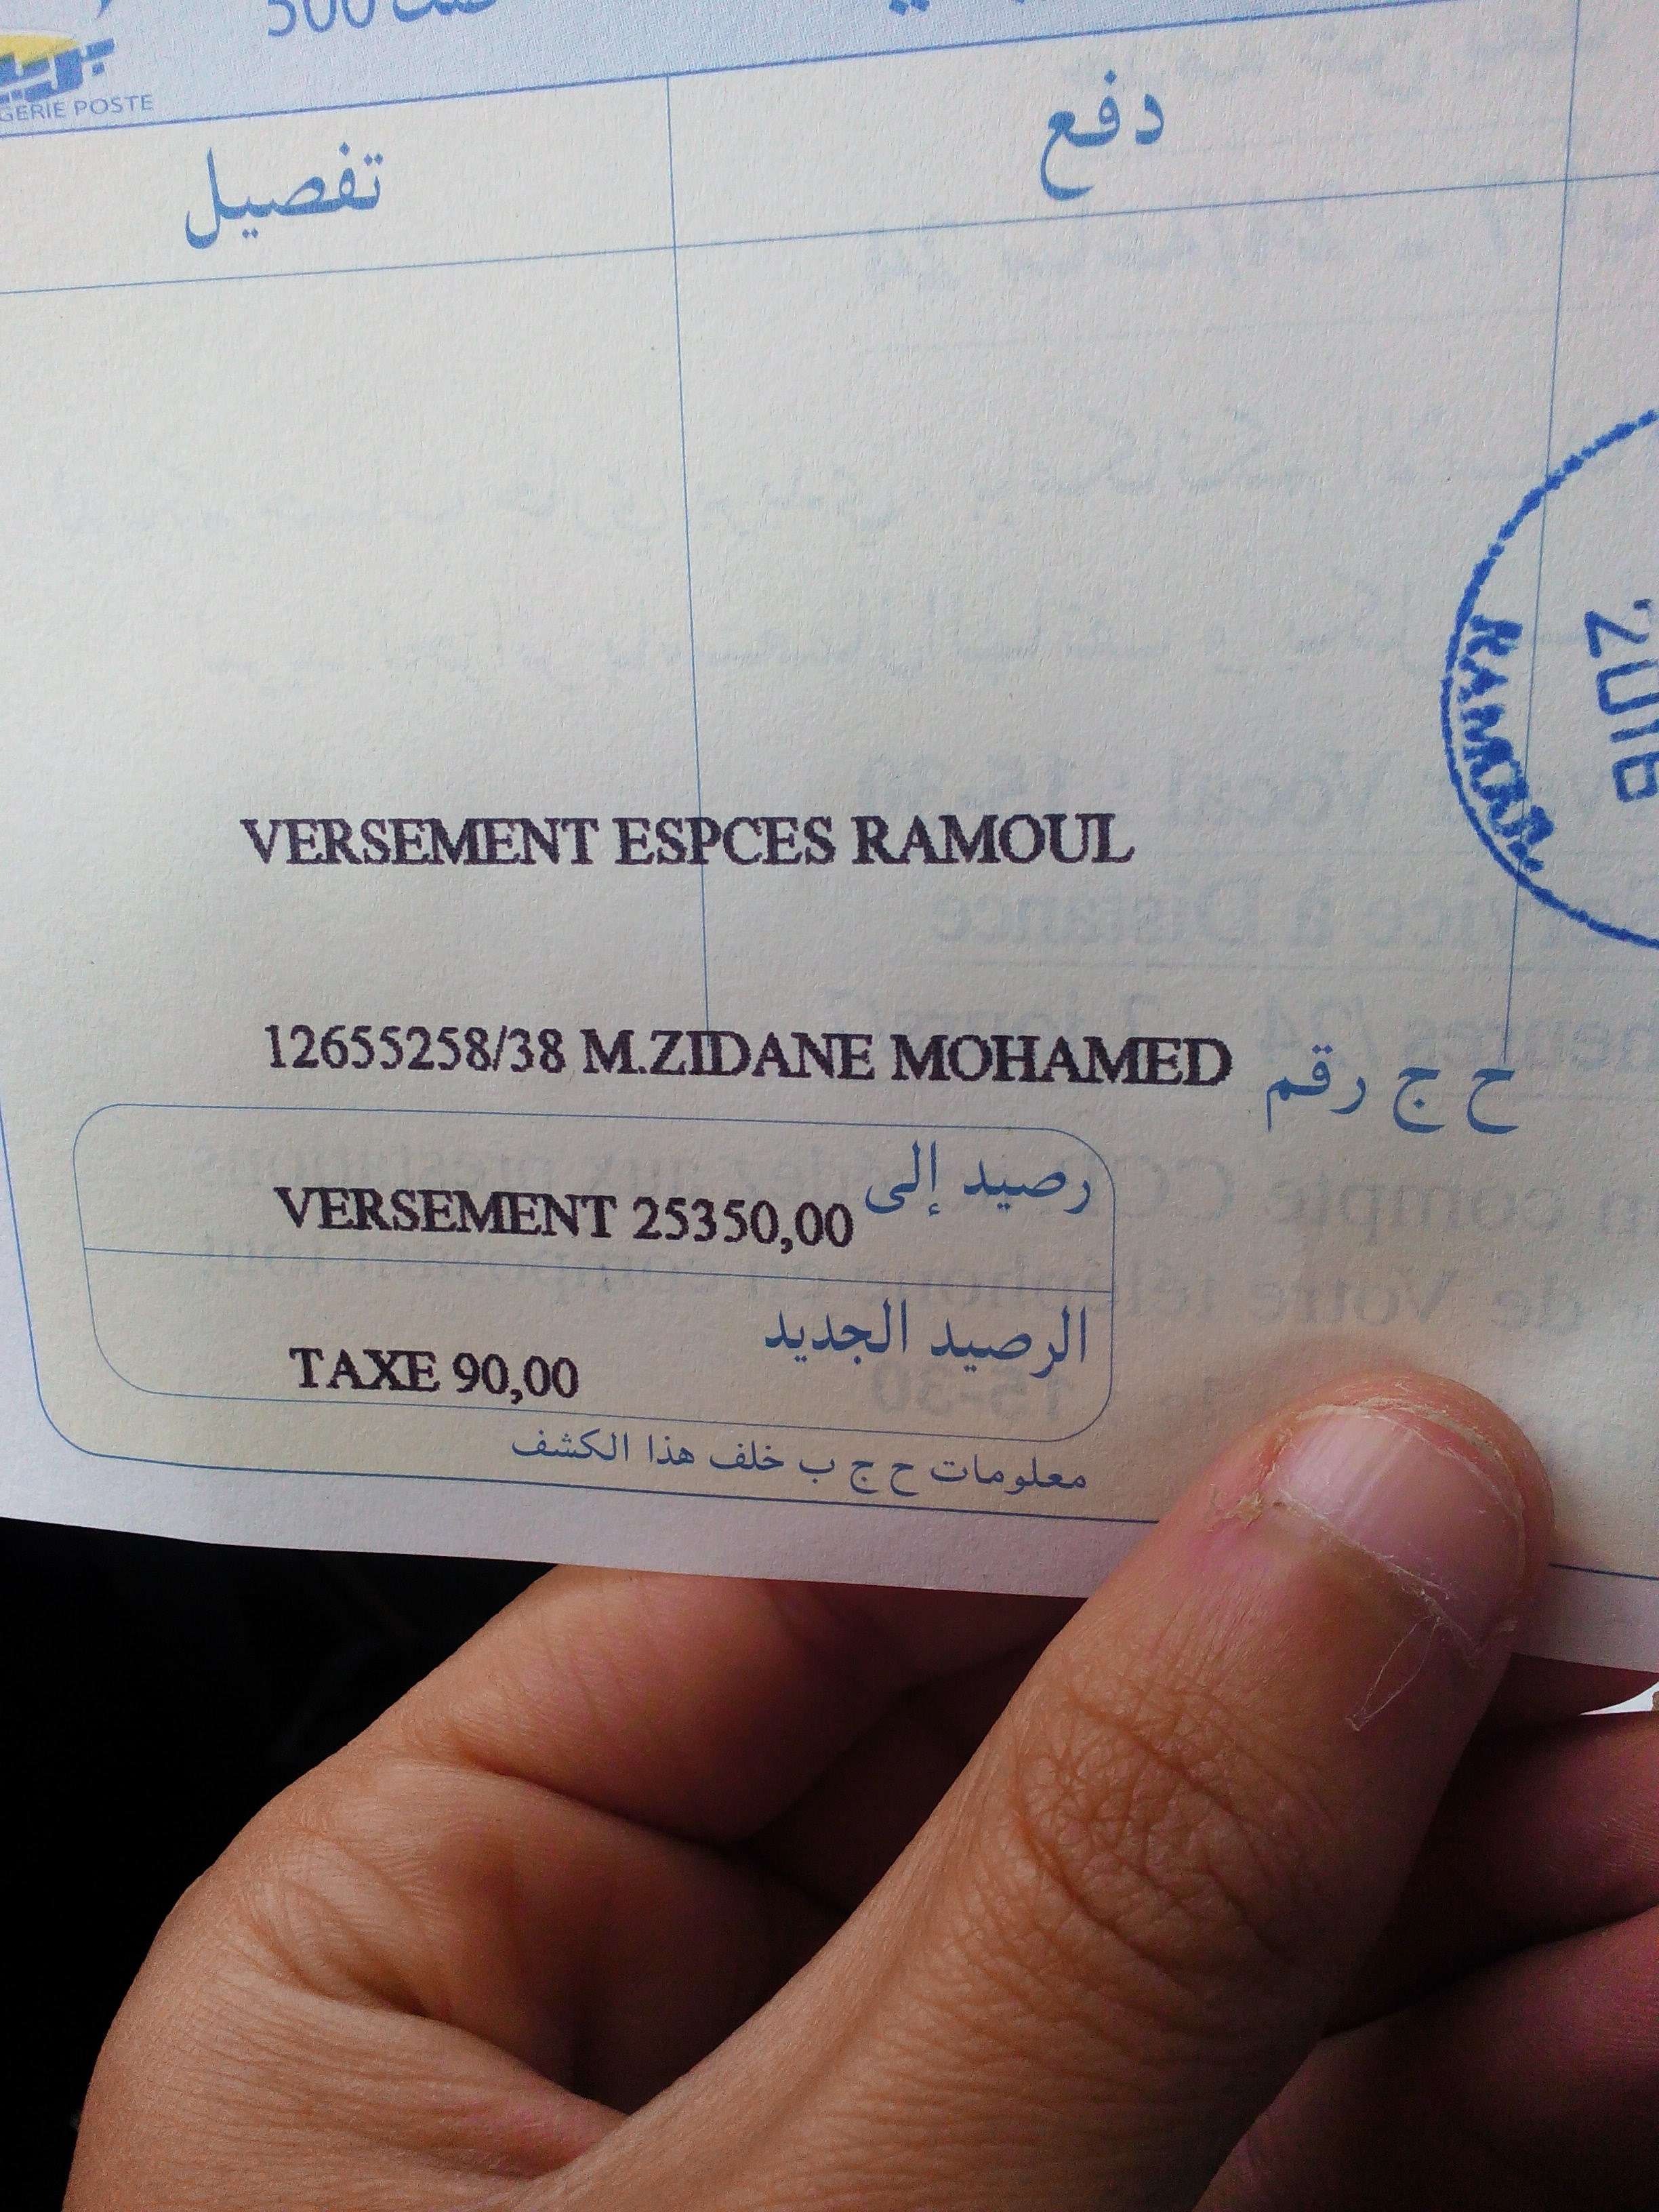 500
GERIE POSTE
دفع
تفصيل
2016
RAMOUL
VERSEMENT ESPCES RAMOUL
12655258/38 M.ZIDANE MOHAMED ح ج رقم
رصيد إلى
VERSEMENT 25350,00
الرصيد الجديد
TAXE 90,00
معلومات ح ج ب خلف هذا الكشف